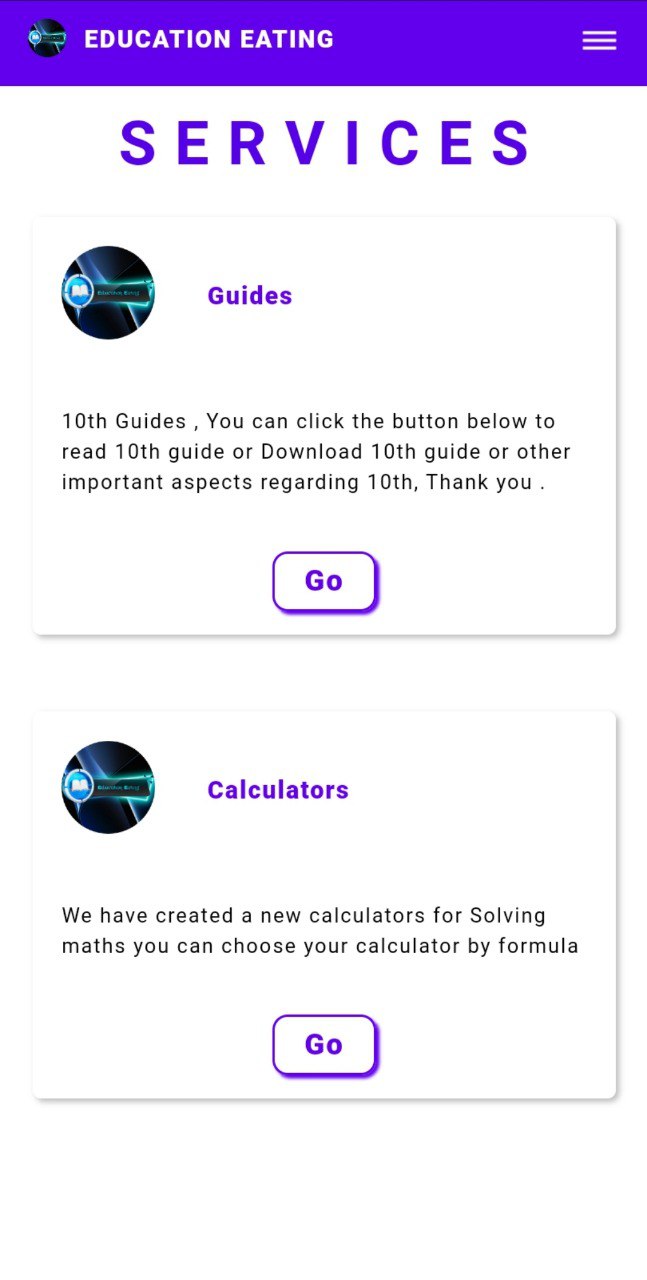 EDUCATION EATING
SERVICES
Education Eating
Guides
10th Guides , You can click the button below to
read 10th guide or Download 10th guide or other
important aspects regarding 10th, Thank you .
Go
Education Eating
Calculators
We have created a new calculators for Solving
maths you can choose your calculator by formula
Go